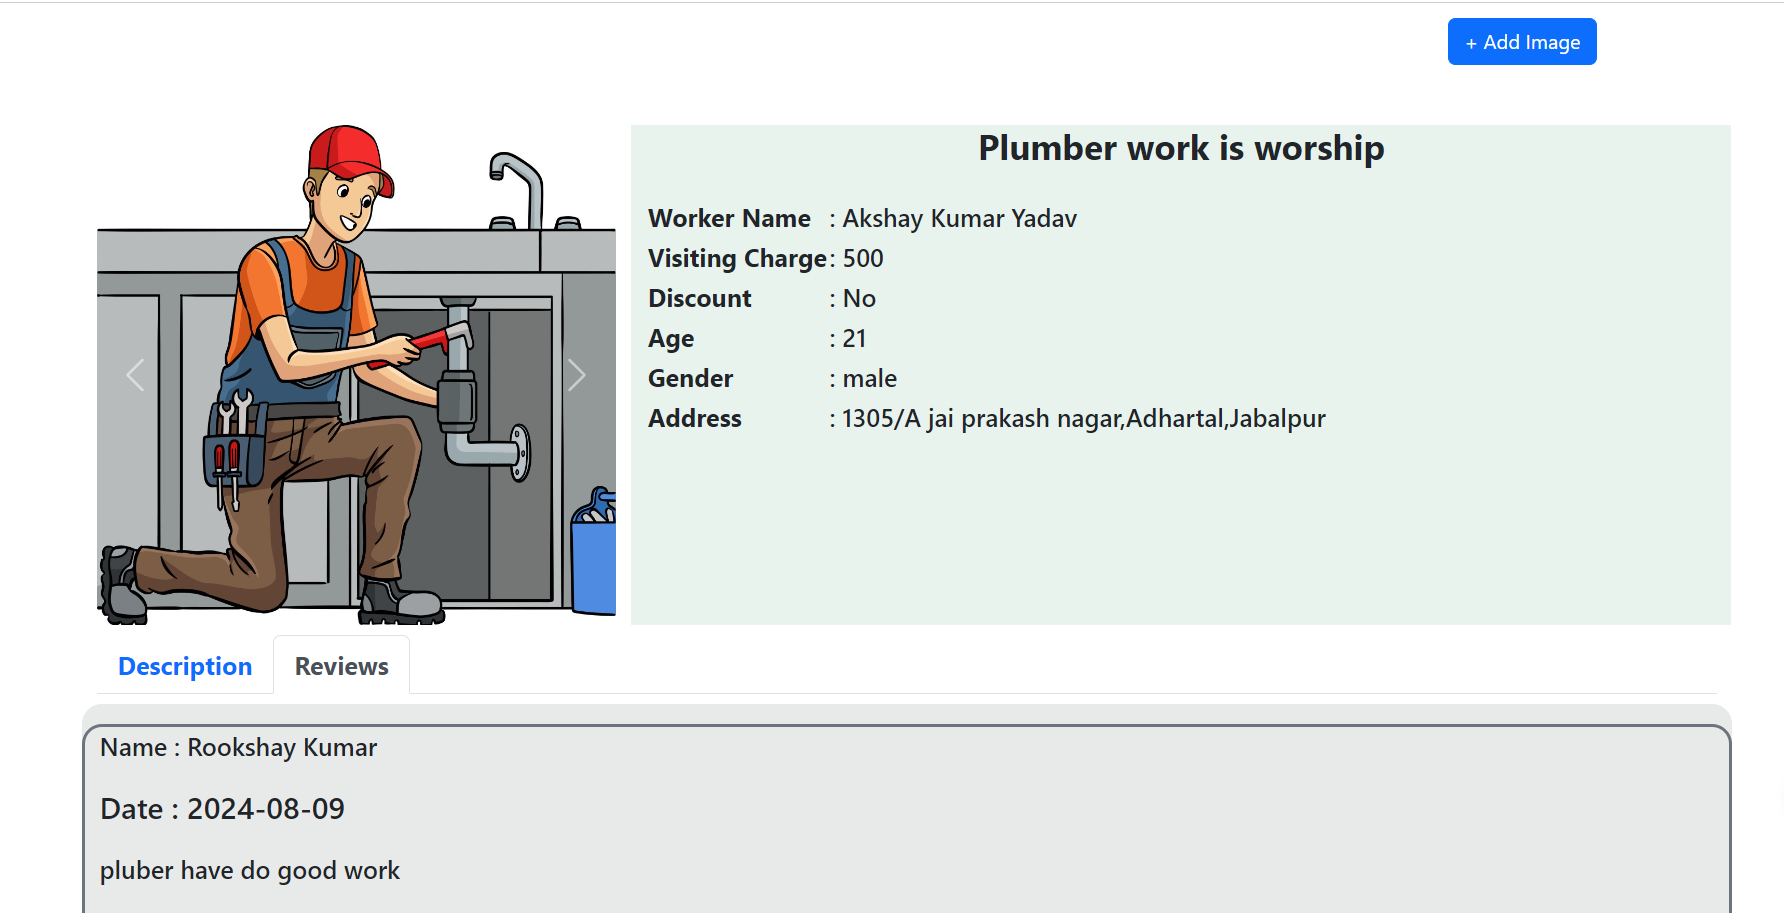 + Add Image
Plumber work is worship
Worker Name : Akshay Kumar Yadav
Visiting Charge : 500
Discount : No
Age : 21
Gender : male
Address : 1305/A jai prakash nagar,Adhartal,Jabalpur
Description Reviews
Name : Rookshay Kumar
Date : 2024-08-09
pluber have do good work